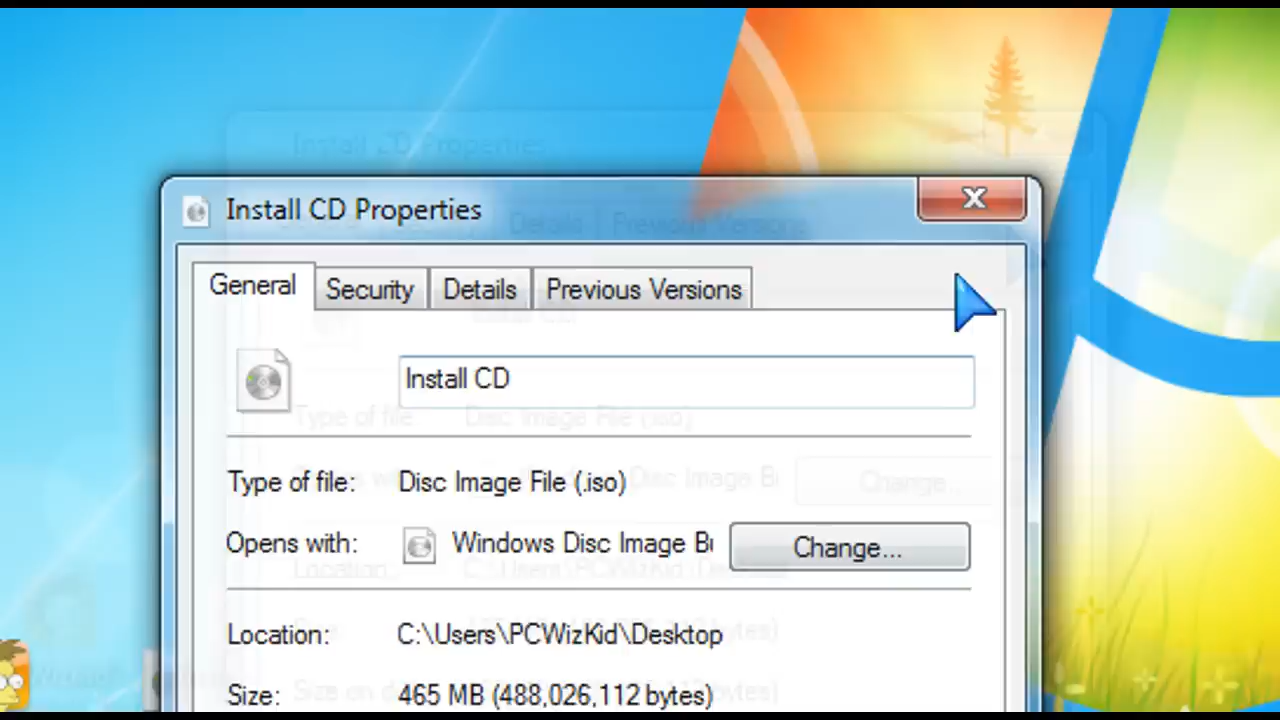 Install CD Properties
General Security Details Previous Versions
Install CD
Type of file: Disc Image File (.iso)
Opens with: Windows Disc Image Bu Change...
Location: C:\Users\PCWizKid\Desktop
Size: 465 MB (488,026,112 bytes)